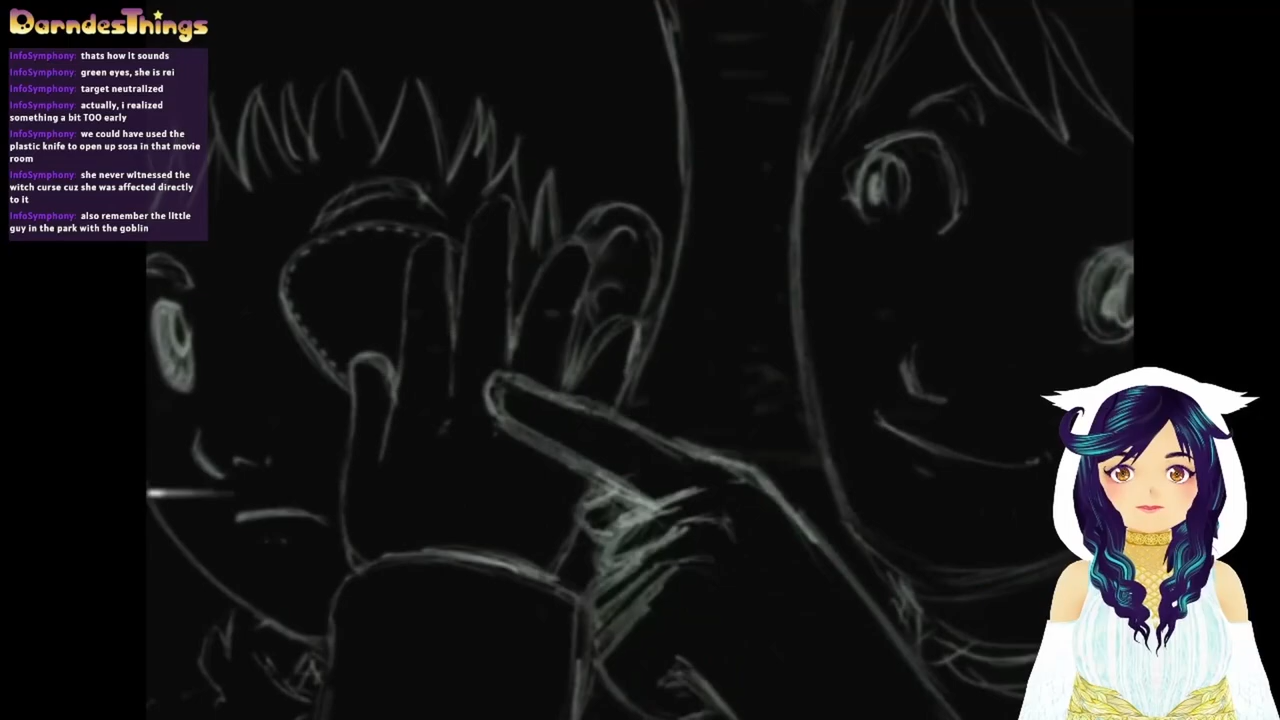 DarndesThings
InfoSymphony: thats how it sounds
InfoSymphony: green eyes, she is rei
InfoSymphony: target neutralized
InfoSymphony: actually, i realized
something a bit TOO early
InfoSymphony: we could have used the
plastic knife to open up sosa in that movie
room
InfoSymphony: she never witnessed the
witch curse cuz she was affected directly
to it
InfoSymphony: also remember the little
guy in the park with the goblin